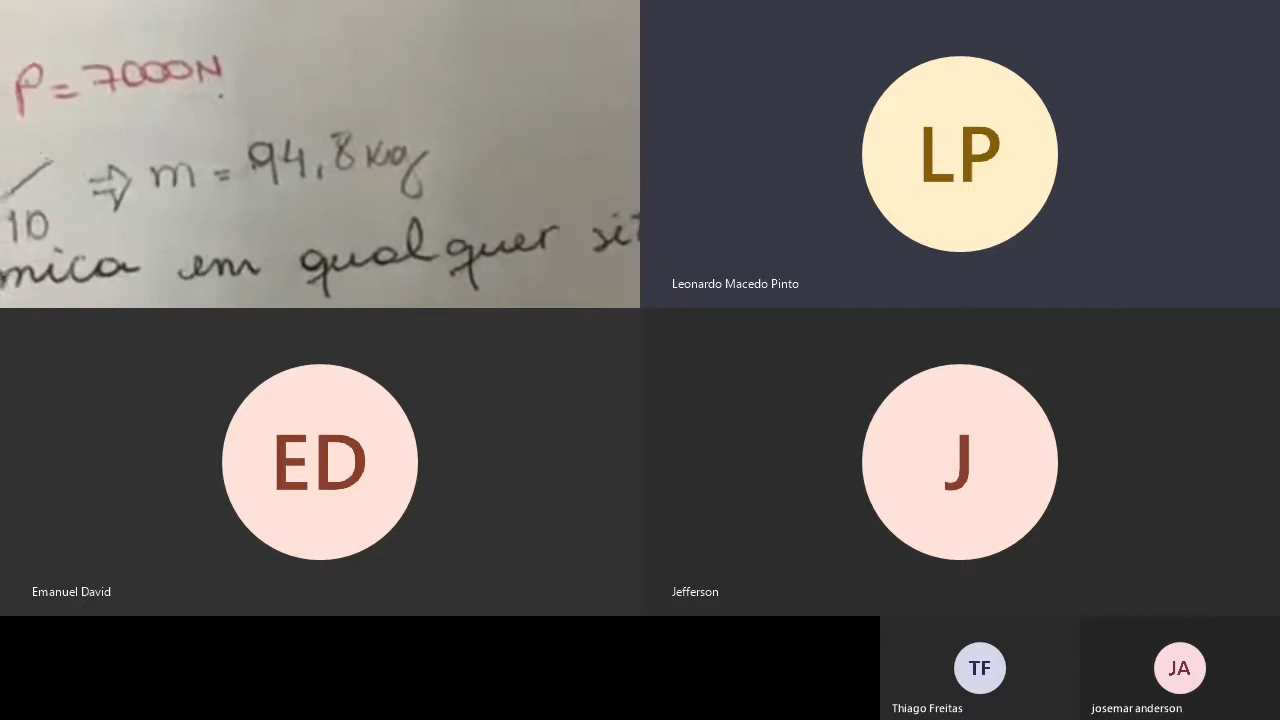 P = 7000N
10 ⇒ m = 94,8 kg
mica em qualquer sit
LP
Leonardo Macedo Pinto
ED
Emanuel David
J
Jefferson
TF
Thiago Freitas
JA
josemar anderson